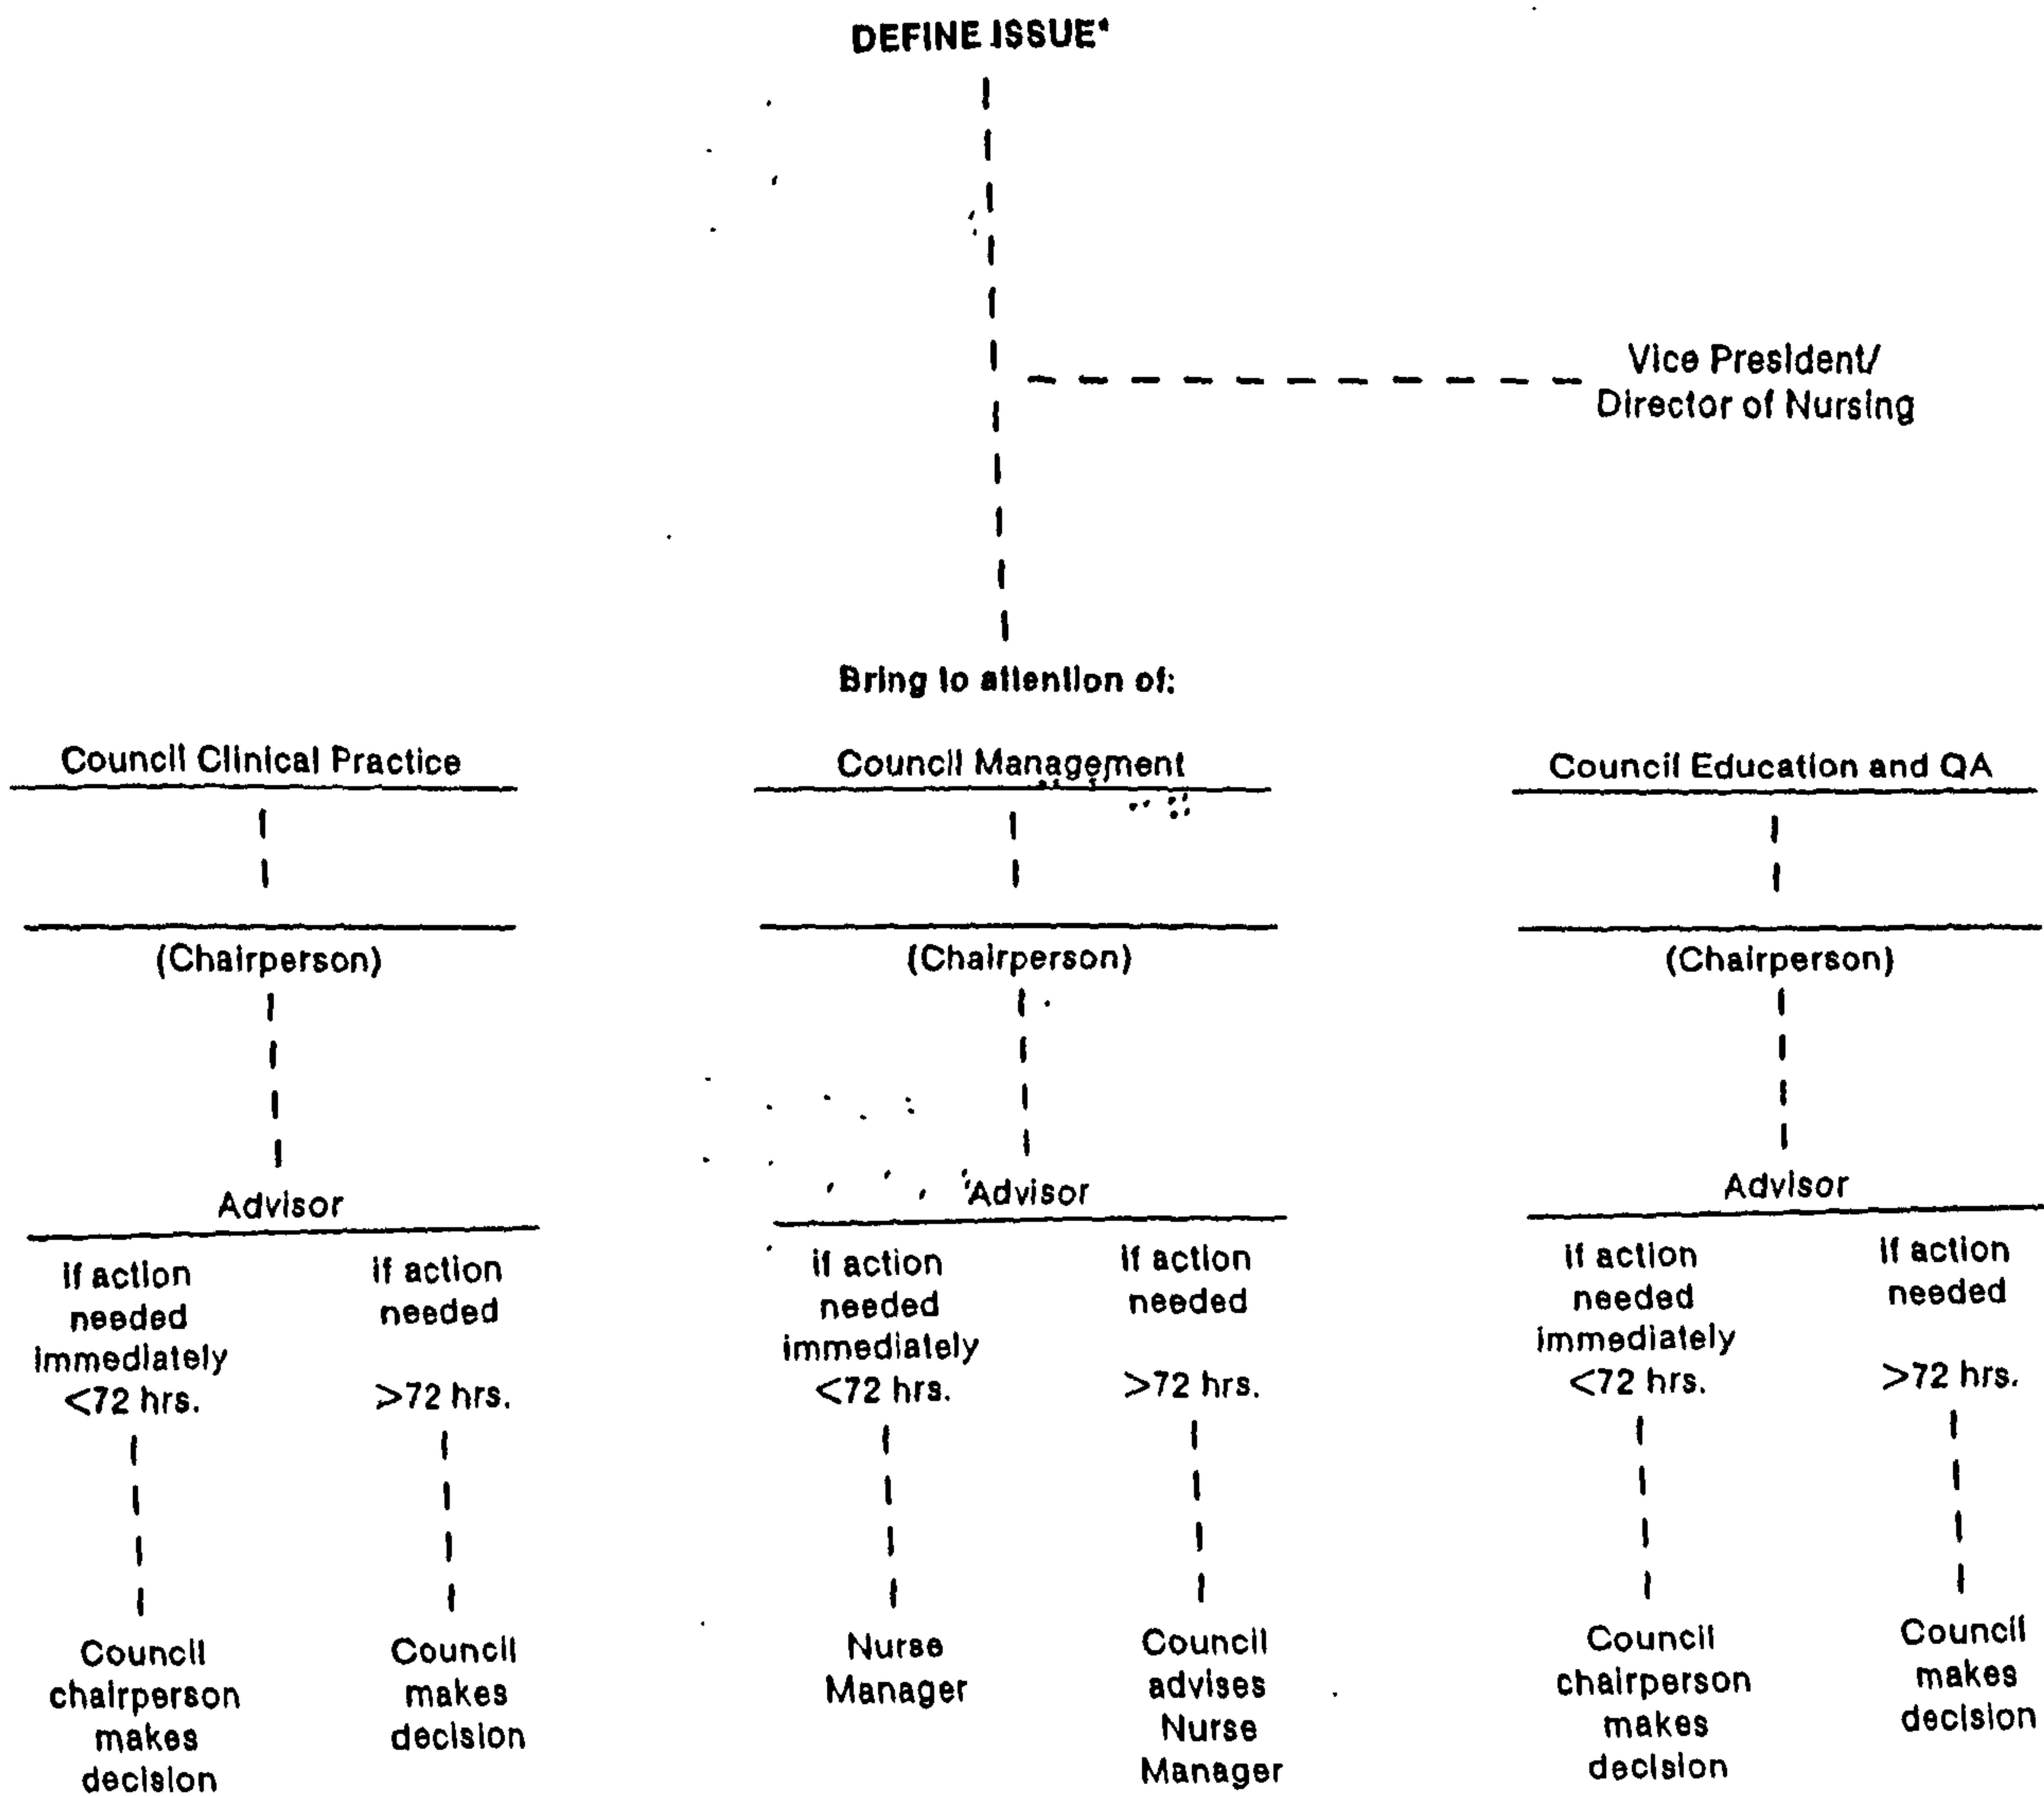 DEFINE ISSUE*
Vice President/
Director of Nursing
Bring to attention of:
Council Clinical Practice
Council Management
Council Education and QA
(Chairperson)
(Chairperson)
(Chairperson)
Advisor
Advisor
Advisor
if action
needed
immediately
<72 hrs.
if action
needed
>72 hrs.
if action
needed
immediately
<72 hrs.
if action
needed
>72 hrs.
if action
needed
immediately
<72 hrs.
if action
needed
>72 hrs.
Council
chairperson
makes
decision
Council
makes
decision
Nurse
Manager
Council
advises
Nurse
Manager
Council
chairperson
makes
decision
Council
makes
decision